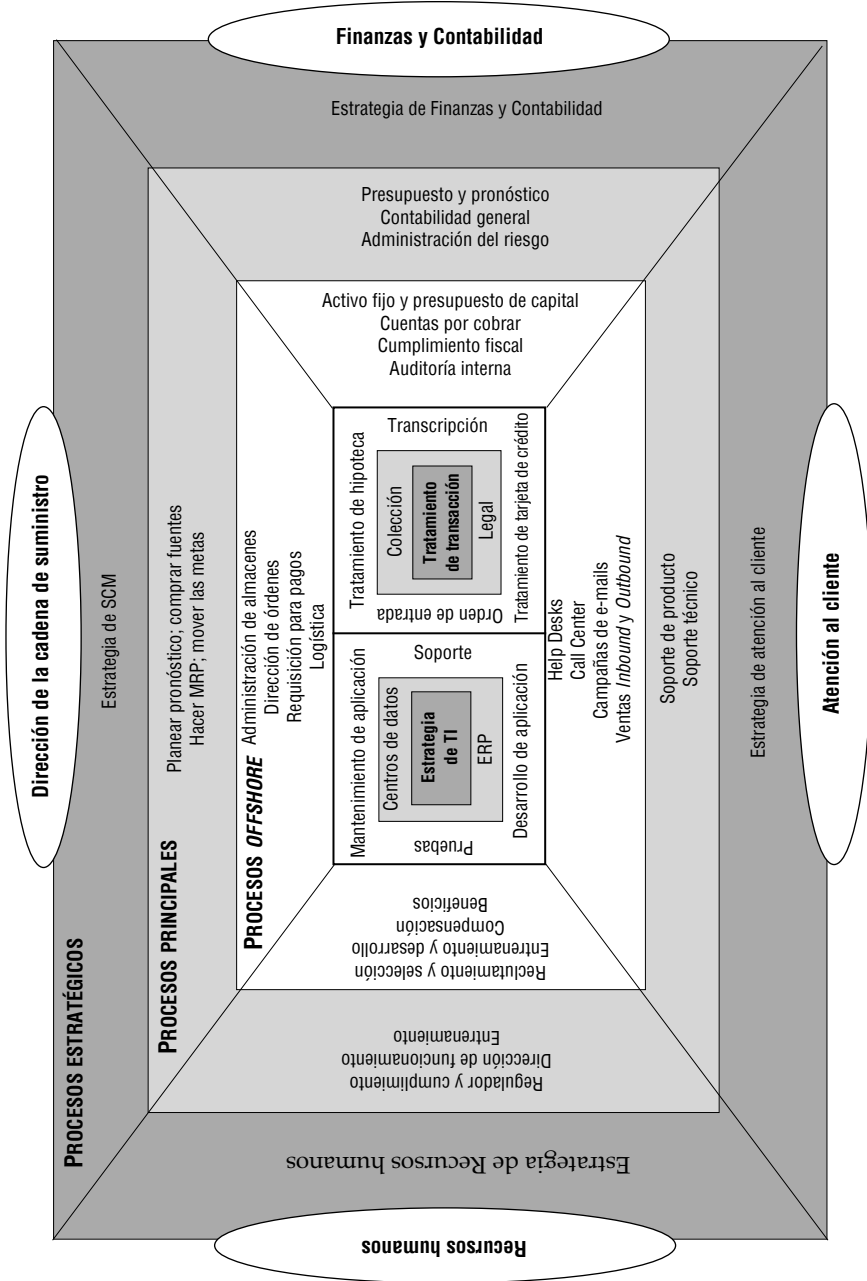 Dirección de la cadena de suministro
PROCESOS ESTRATÉGICOS
Estrategia de SCM
PROCESOS PRINCIPALES
Planear pronóstico; comprar fuentes
Hacer MRP; mover las metas
PROCESOS OFFSHORE
Administración de almacenes
Dirección de órdenes
Requisición para pagos
Logística
Recursos humanos
Estrategia de Recursos humanos
Regulador y cumplimiento
Dirección de funcionamiento
Entrenamiento
Reclutamiento y selección
Entrenamiento y desarrollo
Compensación
Beneficios
Mantenimiento de aplicación
Pruebas
Centros de datos
Estrategia
de TI
ERP
Soporte
Desarrollo de aplicación
Tratamiento de hipoteca
Orden de entrada
Colección
Tratamiento
de transacción
Legal
Transcripción
Tratamiento de tarjeta de crédito
Activo fijo y presupuesto de capital
Cuentas por cobrar
Cumplimiento fiscal
Auditoría interna
Presupuesto y pronóstico
Contabilidad general
Administración del riesgo
Estrategia de Finanzas y Contabilidad
Finanzas y Contabilidad
Help Desks
Call Center
Campañas de e-mails
Ventas Inbound y Outbound
Soporte de producto
Soporte técnico
Estrategia de atención al cliente
Atención al cliente